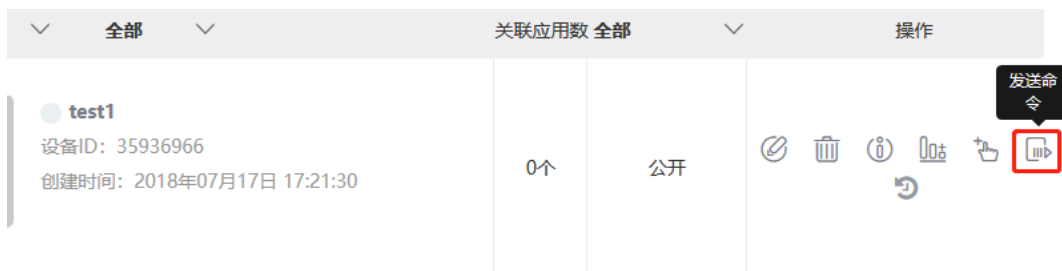 全部 关联应用数 全部 操作
发送命
令
test1
设备ID：35936966
创建时间：2018年07月17日 17:21:30
0个 公开